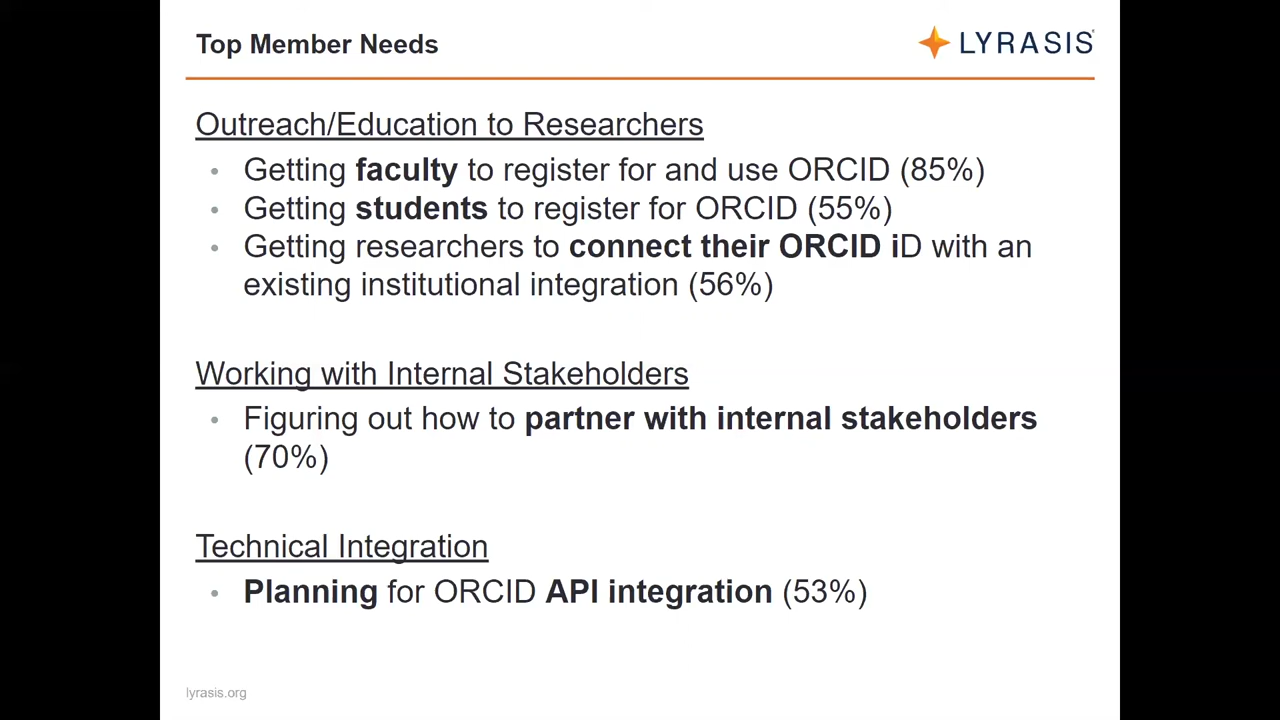 Top Member Needs
LYRASIS
Outreach/Education to Researchers
• Getting faculty to register for and use ORCID (85%)
• Getting students to register for ORCID (55%)
• Getting researchers to connect their ORCID iD with an
existing institutional integration (56%)
Working with Internal Stakeholders
• Figuring out how to partner with internal stakeholders
(70%)
Technical Integration
• Planning for ORCID API integration (53%)
lyrasis.org